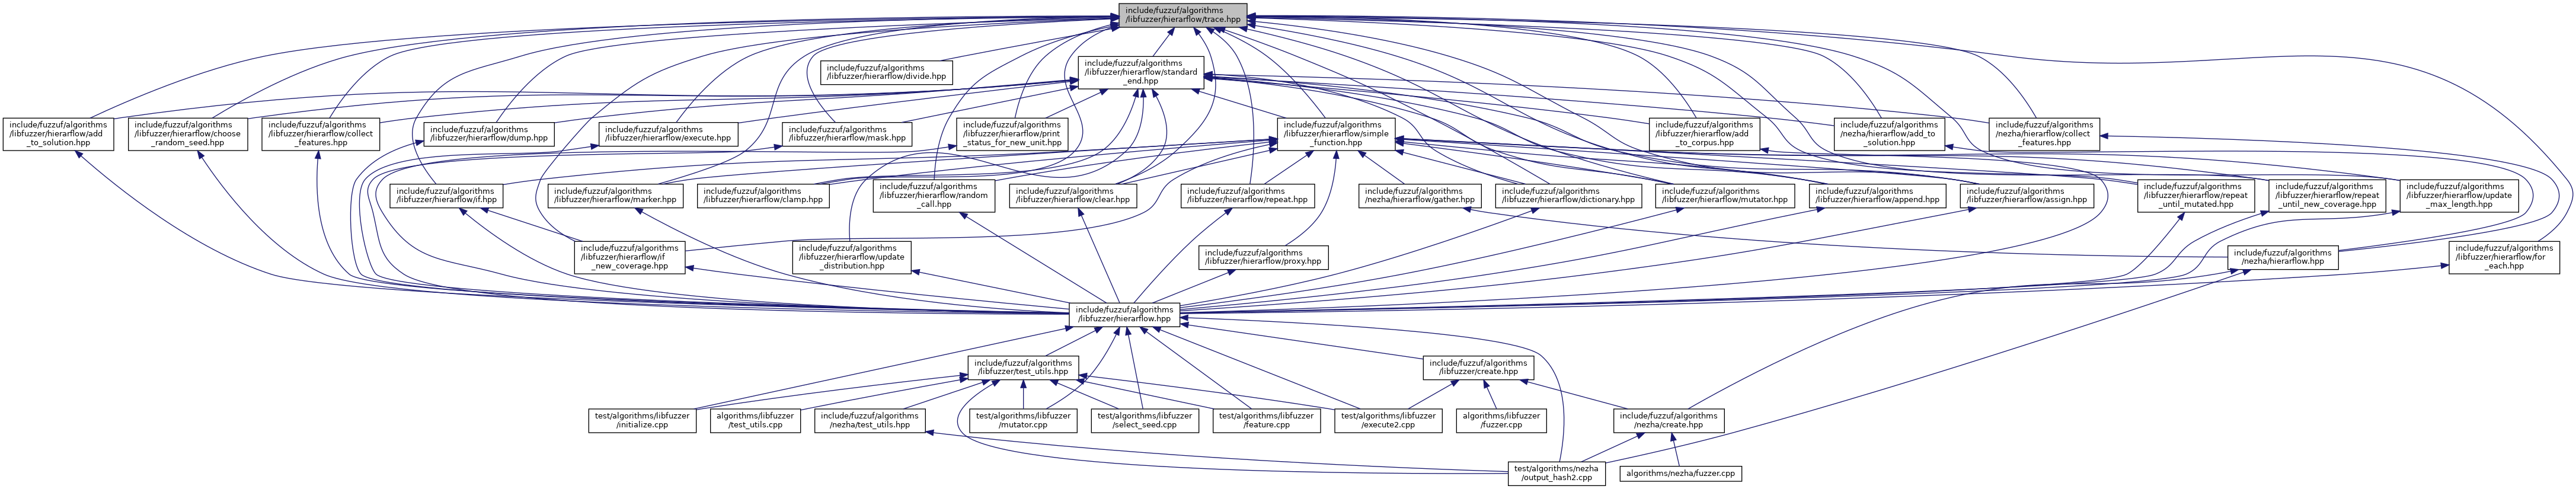 include/fuzzuf/algorithms
/libfuzzer/hierarflow/trace.hpp
include/fuzzuf/algorithms
/libfuzzer/hierarflow/divide.hpp
include/fuzzuf/algorithms
/libfuzzer/hierarflow/standard
_end.hpp
include/fuzzuf/algorithms
/libfuzzer/hierarflow/add
_to_solution.hpp
include/fuzzuf/algorithms
/libfuzzer/hierarflow/choose
_random_seed.hpp
include/fuzzuf/algorithms
/libfuzzer/hierarflow/collect
_features.hpp
include/fuzzuf/algorithms
/libfuzzer/hierarflow/dump.hpp
include/fuzzuf/algorithms
/libfuzzer/hierarflow/execute.hpp
include/fuzzuf/algorithms
/libfuzzer/hierarflow/mask.hpp
include/fuzzuf/algorithms
/libfuzzer/hierarflow/print
_status_for_new_unit.hpp
include/fuzzuf/algorithms
/libfuzzer/hierarflow/simple
_function.hpp
include/fuzzuf/algorithms
/libfuzzer/hierarflow/add
_to_corpus.hpp
include/fuzzuf/algorithms
/nezha/hierarflow/add_to
_solution.hpp
include/fuzzuf/algorithms
/nezha/hierarflow/collect
_features.hpp
include/fuzzuf/algorithms
/libfuzzer/hierarflow/if.hpp
include/fuzzuf/algorithms
/libfuzzer/hierarflow/marker.hpp
include/fuzzuf/algorithms
/libfuzzer/hierarflow/clamp.hpp
include/fuzzuf/algorithms
/libfuzzer/hierarflow/random
_call.hpp
include/fuzzuf/algorithms
/libfuzzer/hierarflow/clear.hpp
include/fuzzuf/algorithms
/libfuzzer/hierarflow/repeat.hpp
include/fuzzuf/algorithms
/nezha/hierarflow/gather.hpp
include/fuzzuf/algorithms
/libfuzzer/hierarflow/dictionary.hpp
include/fuzzuf/algorithms
/libfuzzer/hierarflow/mutator.hpp
include/fuzzuf/algorithms
/libfuzzer/hierarflow/append.hpp
include/fuzzuf/algorithms
/libfuzzer/hierarflow/assign.hpp
include/fuzzuf/algorithms
/libfuzzer/hierarflow/repeat
_until_mutated.hpp
include/fuzzuf/algorithms
/libfuzzer/hierarflow/repeat
_until_new_coverage.hpp
include/fuzzuf/algorithms
/libfuzzer/hierarflow/update
_max_length.hpp
include/fuzzuf/algorithms
/libfuzzer/hierarflow/if
_new_coverage.hpp
include/fuzzuf/algorithms
/libfuzzer/hierarflow/update
_distribution.hpp
include/fuzzuf/algorithms
/libfuzzer/hierarflow/proxy.hpp
include/fuzzuf/algorithms
/nezha/hierarflow.hpp
include/fuzzuf/algorithms
/libfuzzer/hierarflow/for
_each.hpp
include/fuzzuf/algorithms
/libfuzzer/hierarflow.hpp
include/fuzzuf/algorithms
/libfuzzer/test_utils.hpp
include/fuzzuf/algorithms
/libfuzzer/create.hpp
test/algorithms/libfuzzer
/initialize.cpp
algorithms/libfuzzer
/test_utils.cpp
include/fuzzuf/algorithms
/nezha/test_utils.hpp
test/algorithms/libfuzzer
/mutator.cpp
test/algorithms/libfuzzer
/select_seed.cpp
test/algorithms/libfuzzer
/feature.cpp
test/algorithms/libfuzzer
/execute2.cpp
algorithms/libfuzzer
/fuzzer.cpp
include/fuzzuf/algorithms
/nezha/create.hpp
test/algorithms/nezha
/output_hash2.cpp
algorithms/nezha/fuzzer.cpp